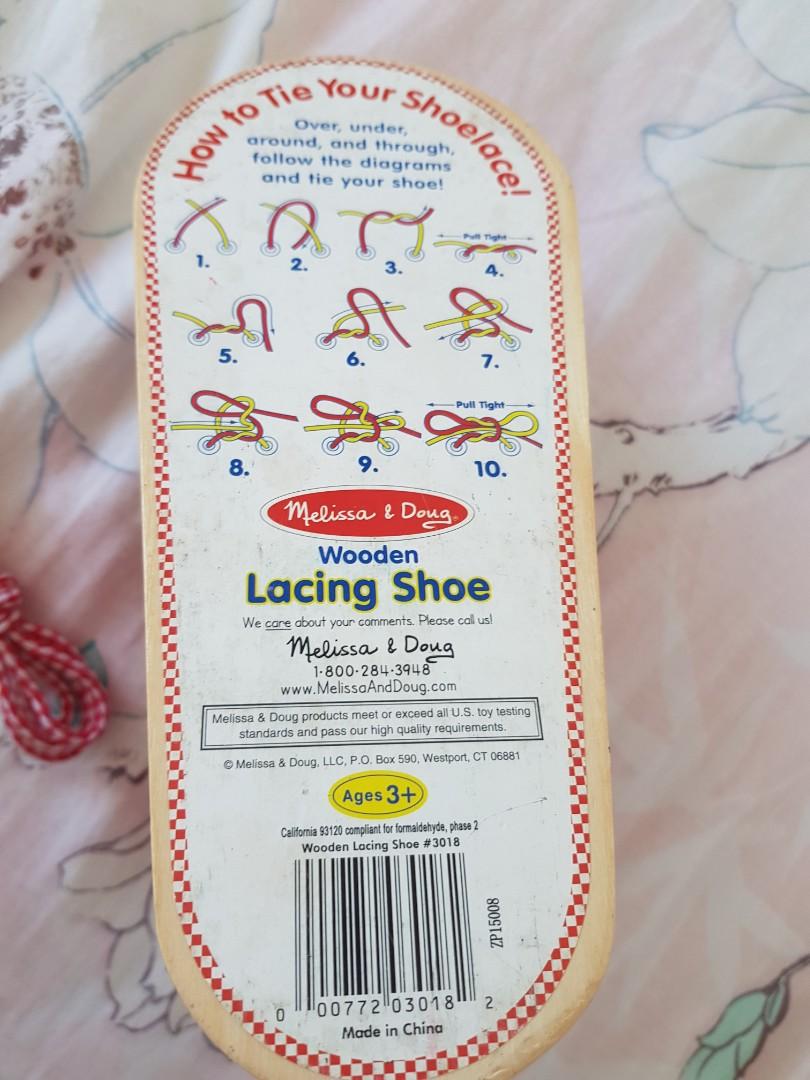 How to Tie Your Shoelace!
Over, under,
around, and through,
follow the diagrams
and tie your shoe!
1. 2. 3. Pull Tight 4.
5. 6. 7.
8. 9. Pull Tight 10.
Melissa & Doug®
Wooden
Lacing Shoe
We care about your comments. Please call us!
Melissa & Doug
1-800-284-3948
www.MelissaAndDoug.com
Melissa & Doug products meet or exceed all U.S. toy testing
standards and pass our high quality requirements.
© Melissa & Doug, LLC, P.O. Box 590, Westport, CT 06881
Ages 3+
California 93120 compliant for formaldehyde, phase 2
Wooden Lacing Shoe #3018
ZP15008
0 00772 03018 2
Made in China